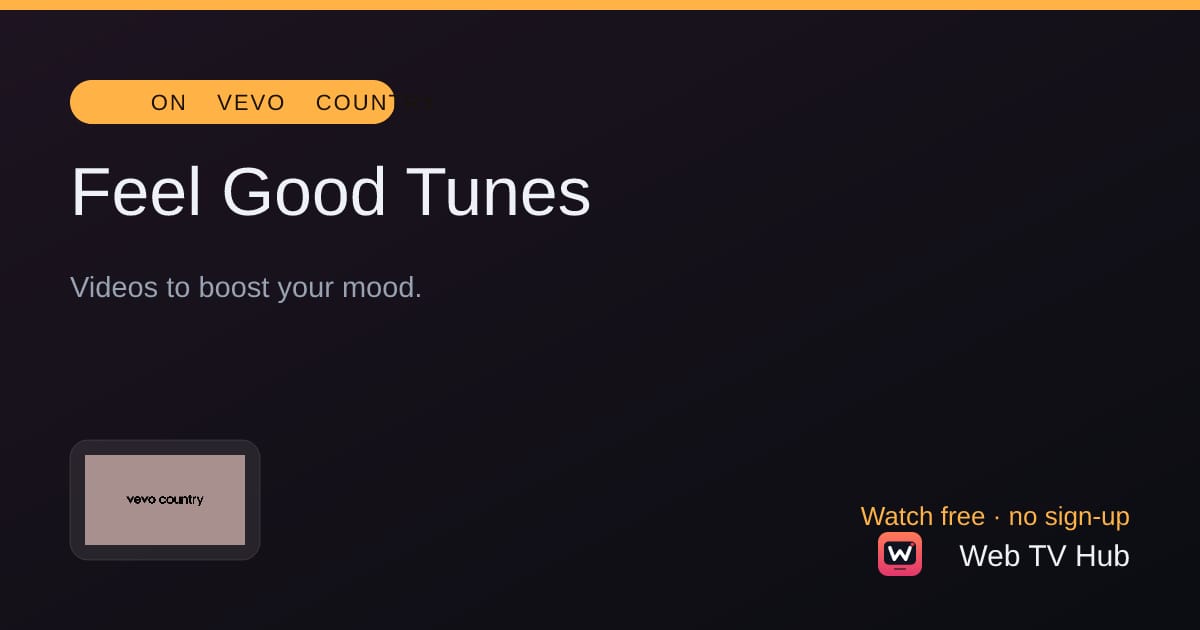 ON VEVO COUNTRY
Feel Good Tunes
Videos to boost your mood.
vevo country
Watch free · no sign-up
W
Web TV Hub